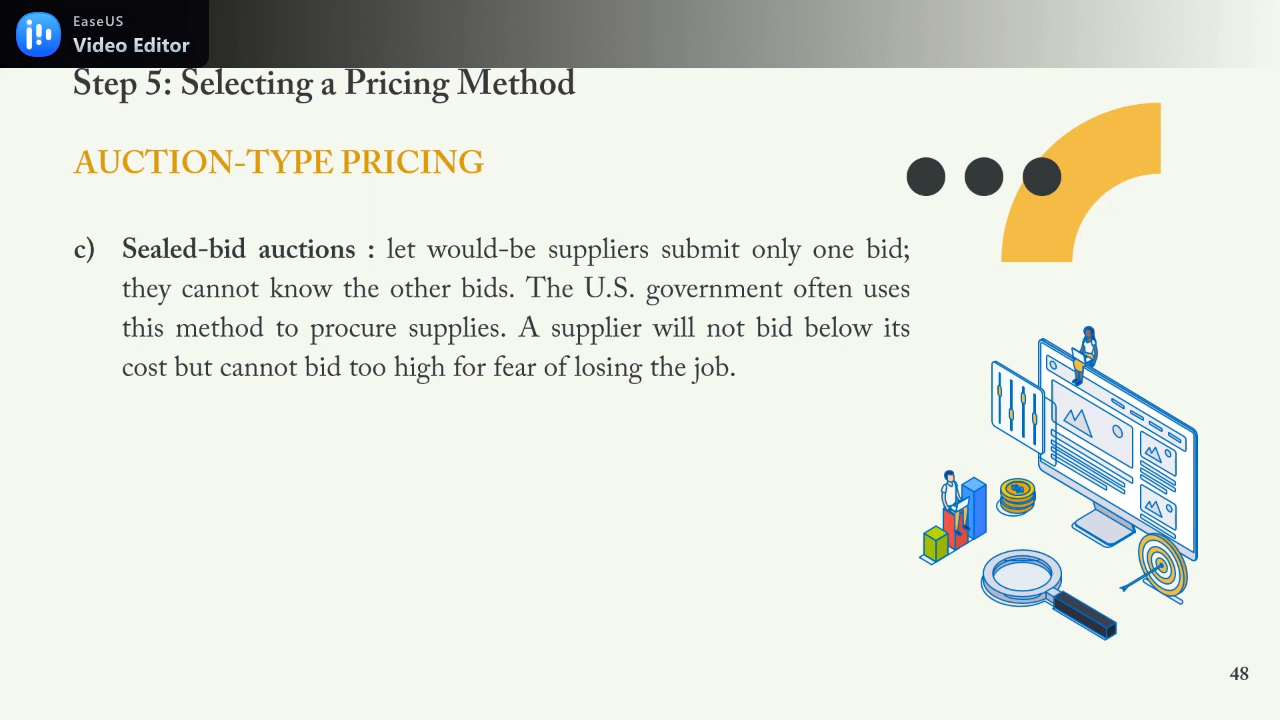 EaseUS
Video Editor
Step 5: Selecting a Pricing Method
AUCTION-TYPE PRICING
c) Sealed-bid auctions : let would-be suppliers submit only one bid;
they cannot know the other bids. The U.S. government often uses
this method to procure supplies. A supplier will not bid below its
cost but cannot bid too high for fear of losing the job.
48